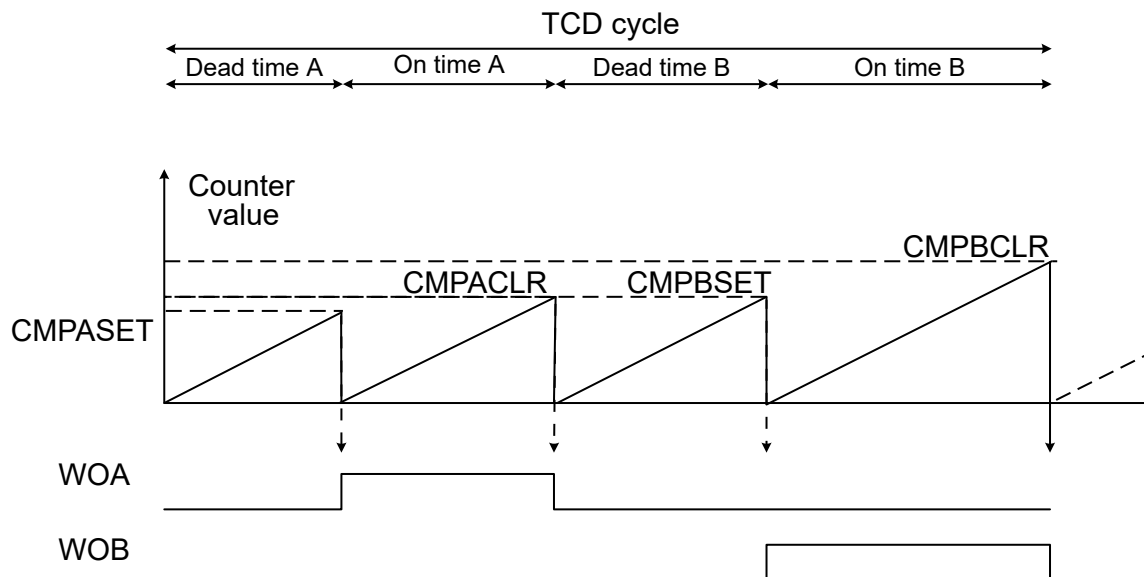 TCD cycle
Dead time A
On time A
Dead time B
On time B
Counter
value
CMPBCLR
CMPACLR
CMPBSET
CMPASET
WOA
WOB